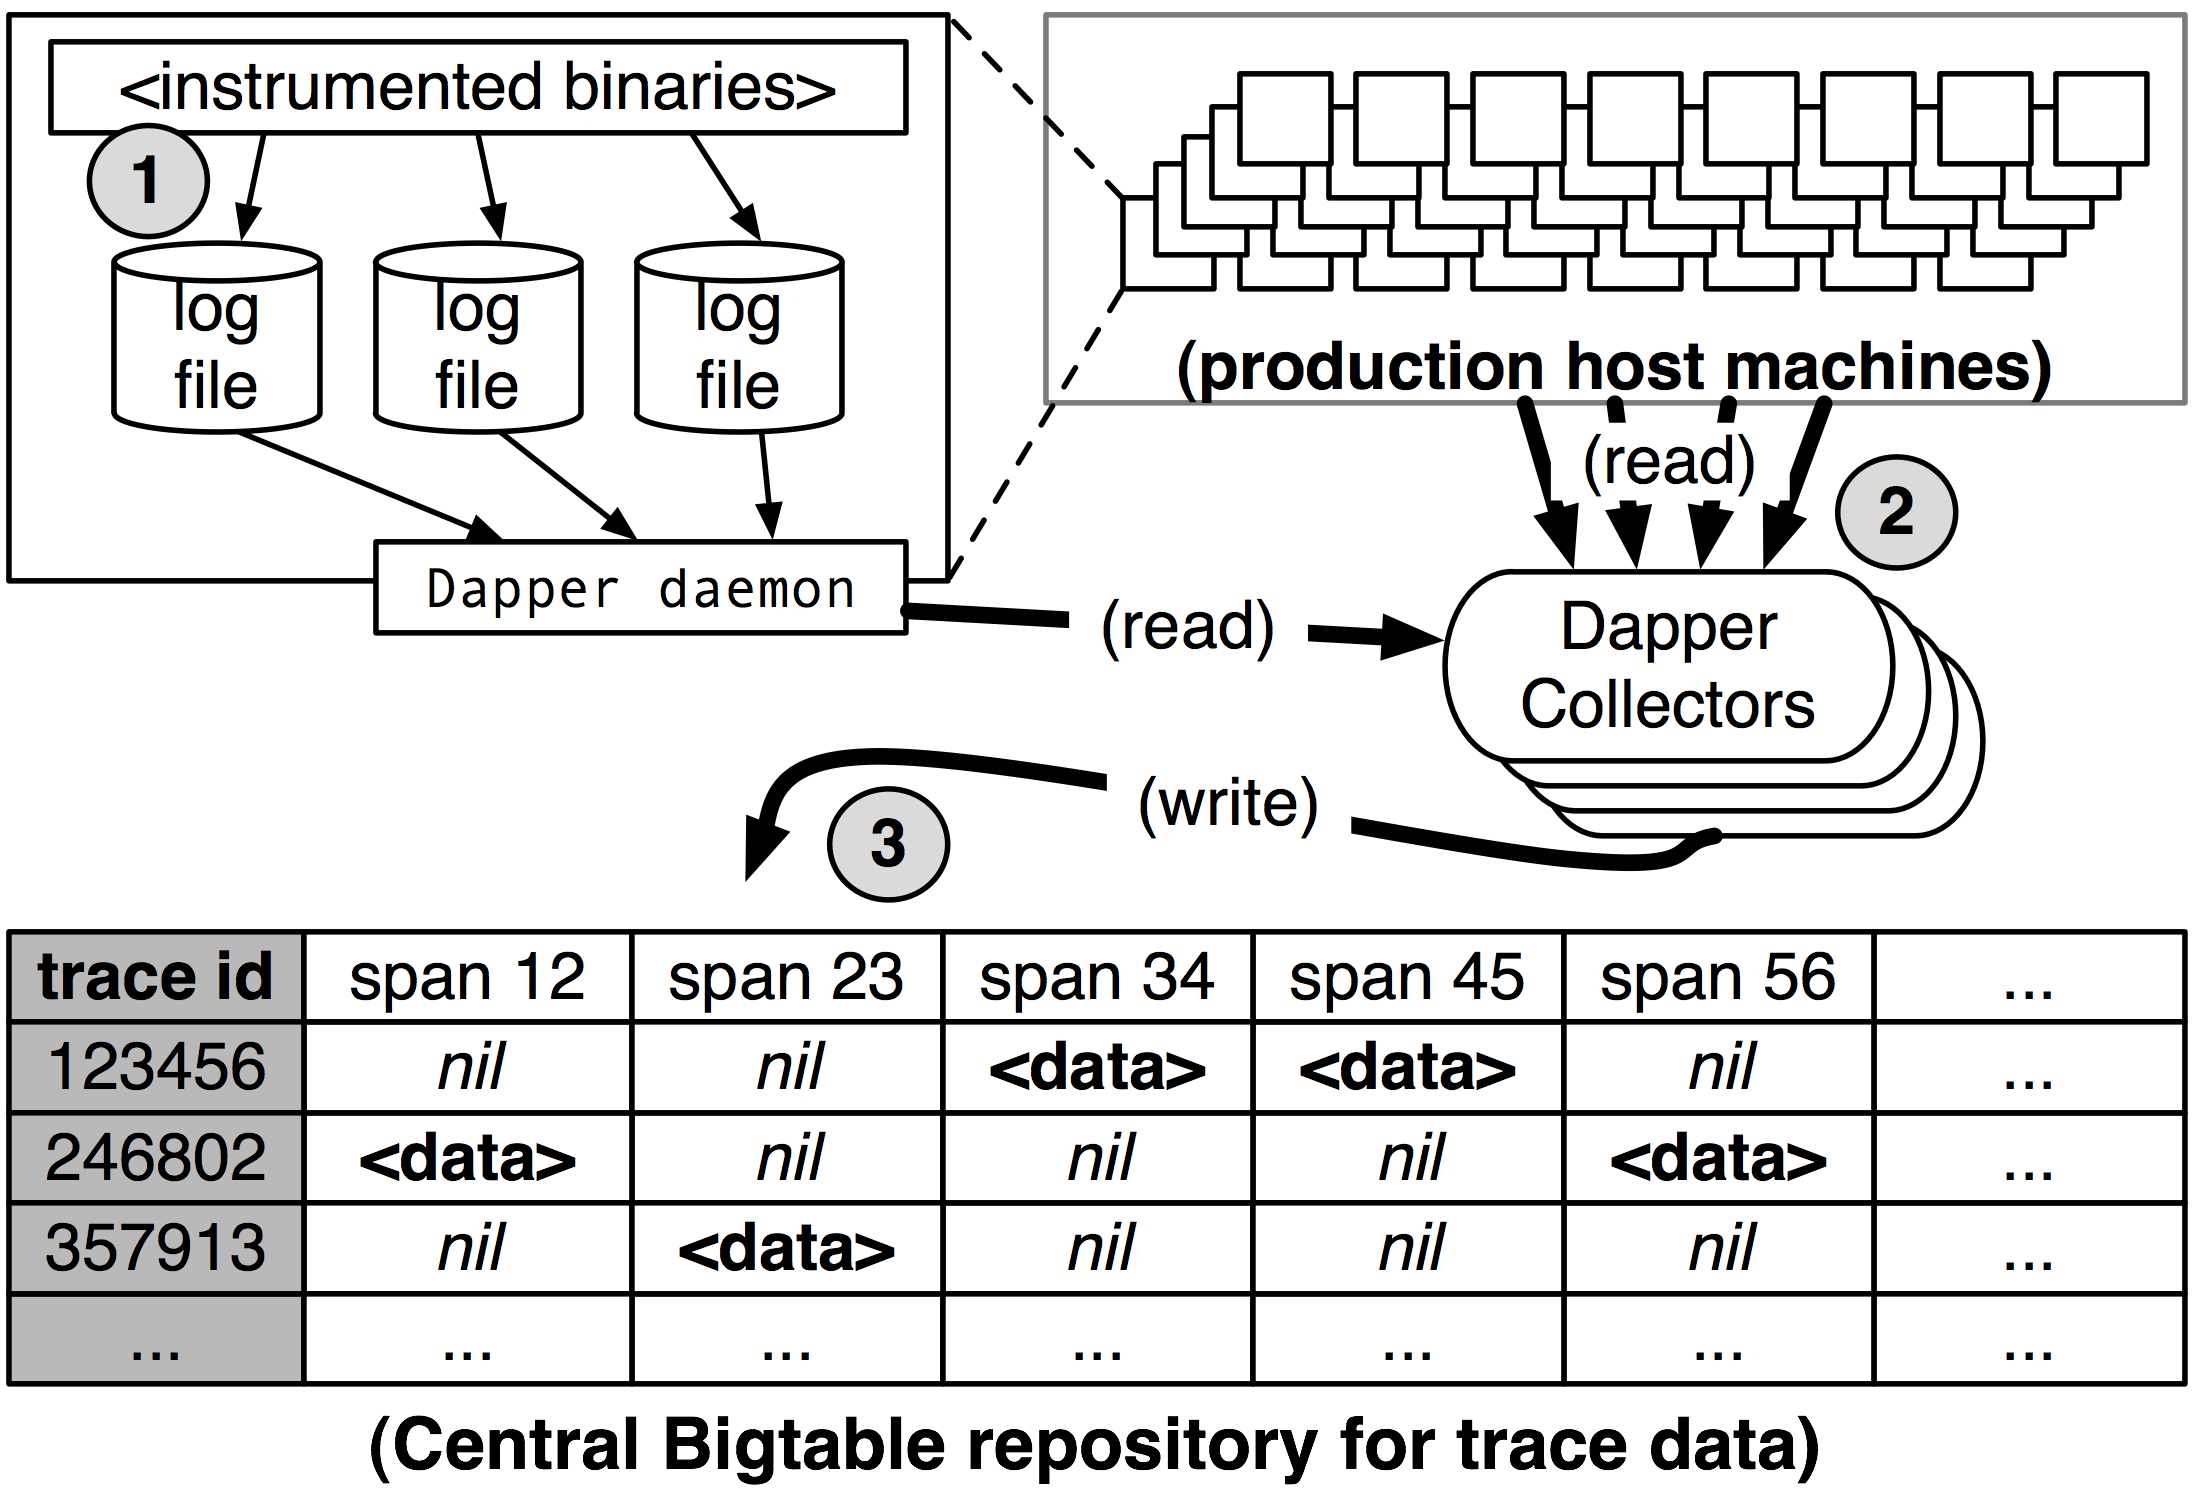 <instrumented binaries>
1
log file
log file
log file
Dapper daemon
(production host machines)
(read)
2
(read)
Dapper
Collectors
(write)
3
trace id span 12 span 23 span 34 span 45 span 56 ...
123456 nil nil <data> <data> nil ...
246802 <data> nil nil nil <data> ...
357913 nil <data> nil nil nil ...
... ... ... ... ... ... ...
(Central Bigtable repository for trace data)